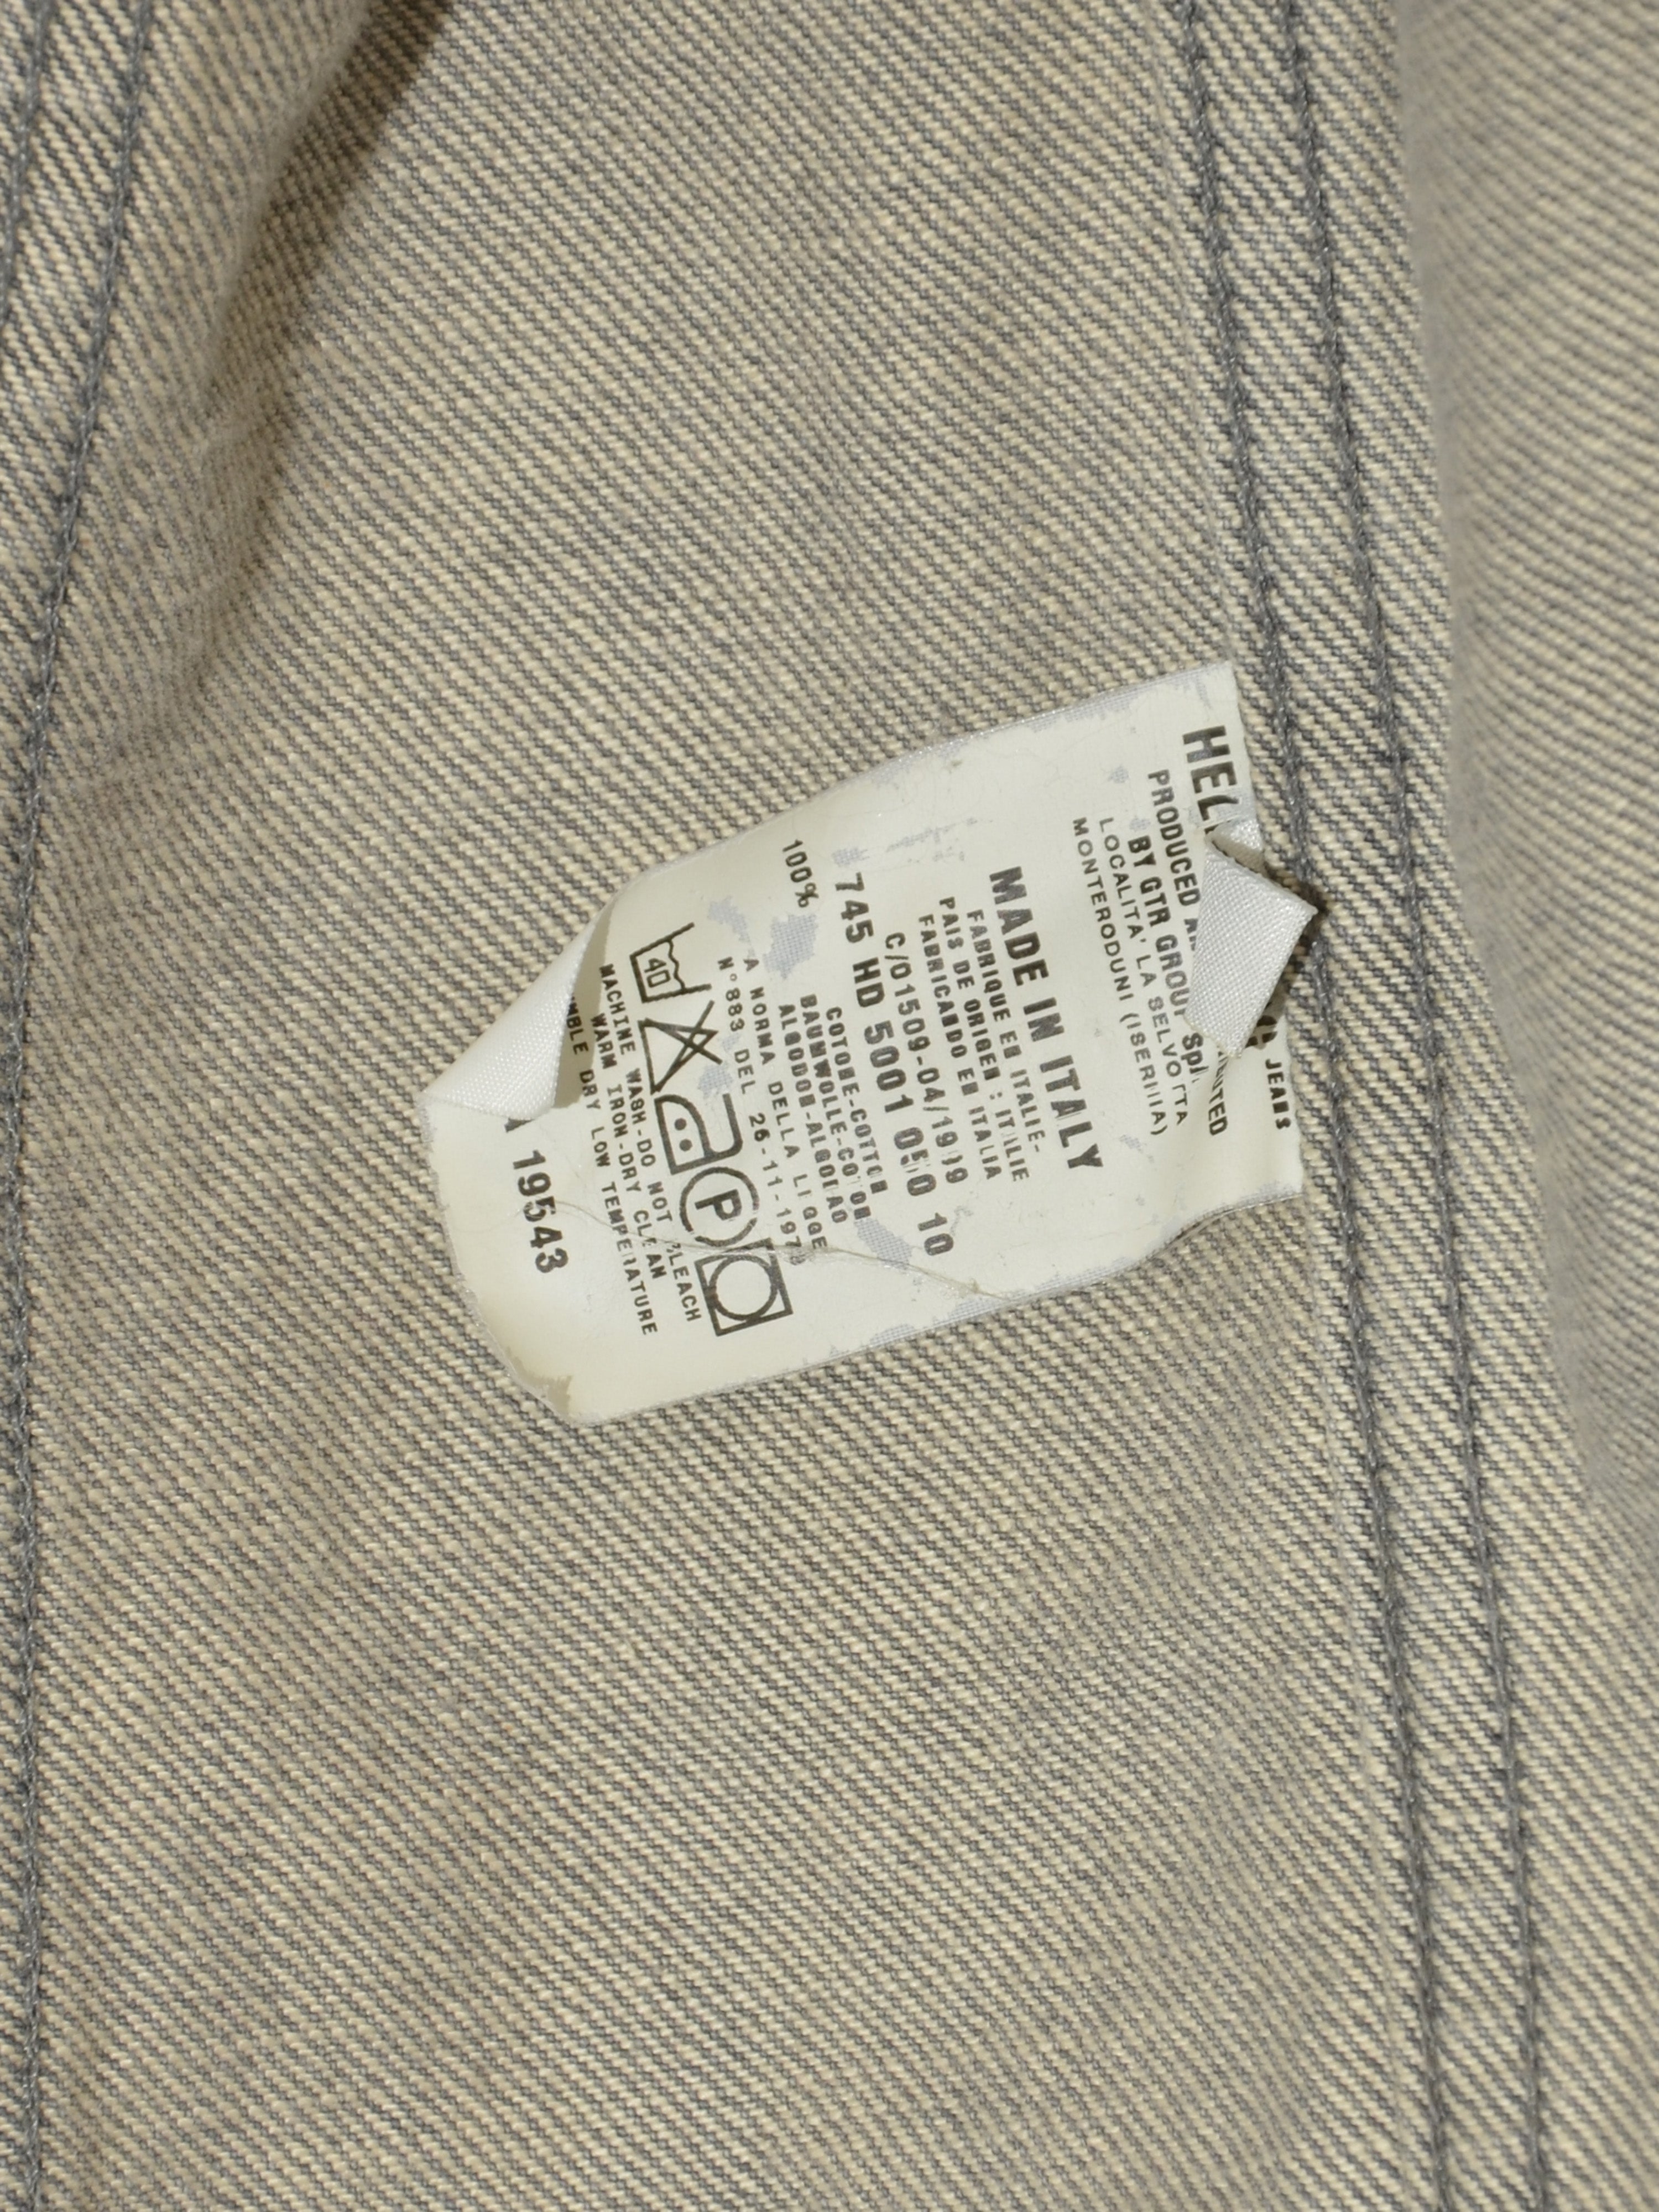 HEL JEANS
PRODUCED
BY GTR GROUP SpA
LOCALITA' LA SELVOTTA
MONTERODUNI (ISERNIA)
MADE IN ITALY
FABRIQUE EN ITALIE-
PAIS DE ORIGEN : ITALIE
FABRICANDO EN ITALIA
C/01509-04/1999
745 HD 5001 050 10
100% COTONE-COTTON
BAUMWOLLE-COTON
ALGODON-ALGODAO
A NORMA DELLA LEGGE
N°883 DEL 26-11-197
40 P
MACHINE WASH-DO NOT BLEACH
WARM IRON-DRY CLEAN
MBLE DRY LOW TEMPERATURE
19543